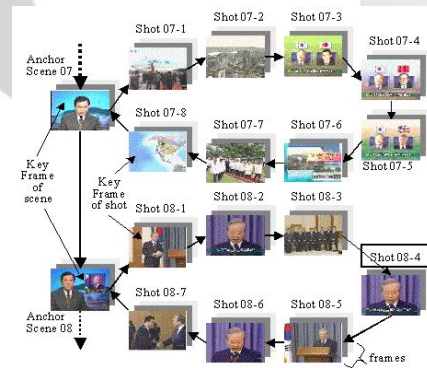 Shot 07-1
Shot 07-2
Shot 07-3
Shot 07-4
Anchor
Scene 07
Shot 07-8
Shot 07-7
Shot 07-6
Shot 07-5
Key
Frame
of
scene
Key
Frame
of shot
Shot 08-1
Shot 08-2
Shot 08-3
Shot 08-4
Shot 08-7
Shot 08-6
Shot 08-5
Anchor
Scene 08
frames